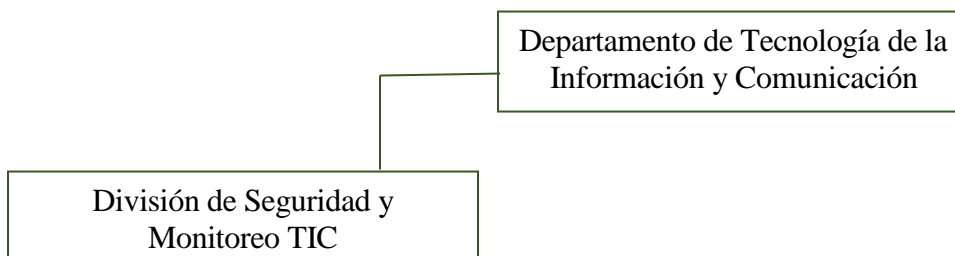 Departamento de Tecnología de la
Información y Comunicación
División de Seguridad y
Monitoreo TIC